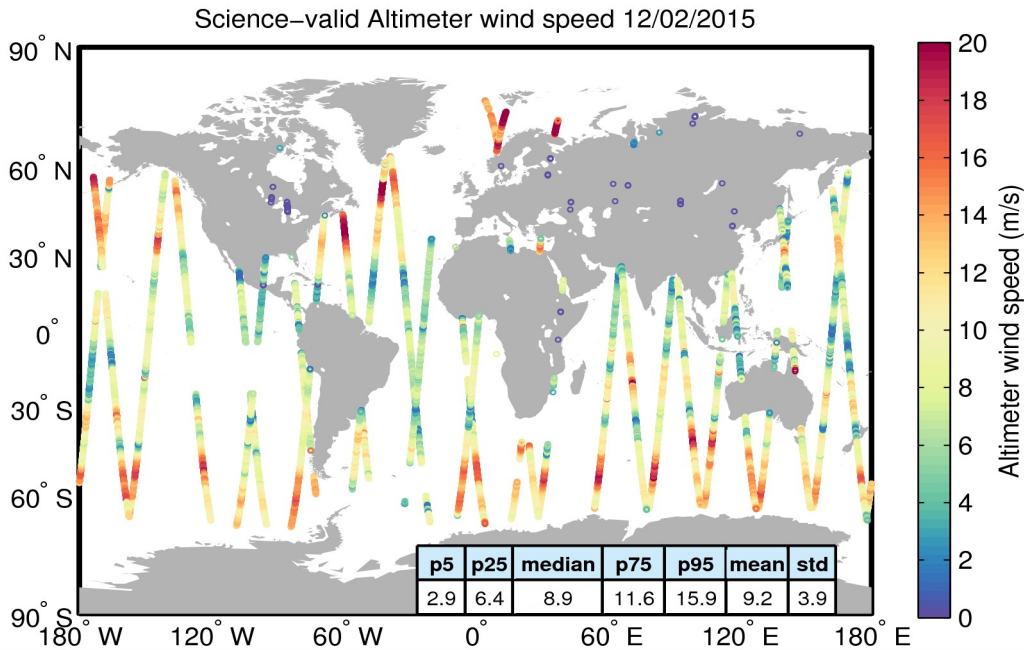 Science−valid Altimeter wind speed 12/02/2015
90° N
60° N
30° N
0°
30° S
60° S
90° S
180° W 120° W 60° W 0° 60° E 120° E 180° E
p5 p25 median p75 p95 mean std
2.9 6.4 8.9 11.6 15.9 9.2 3.9
20
18
16
14
12
10
8
6
4
2
0
Altimeter wind speed (m/s)